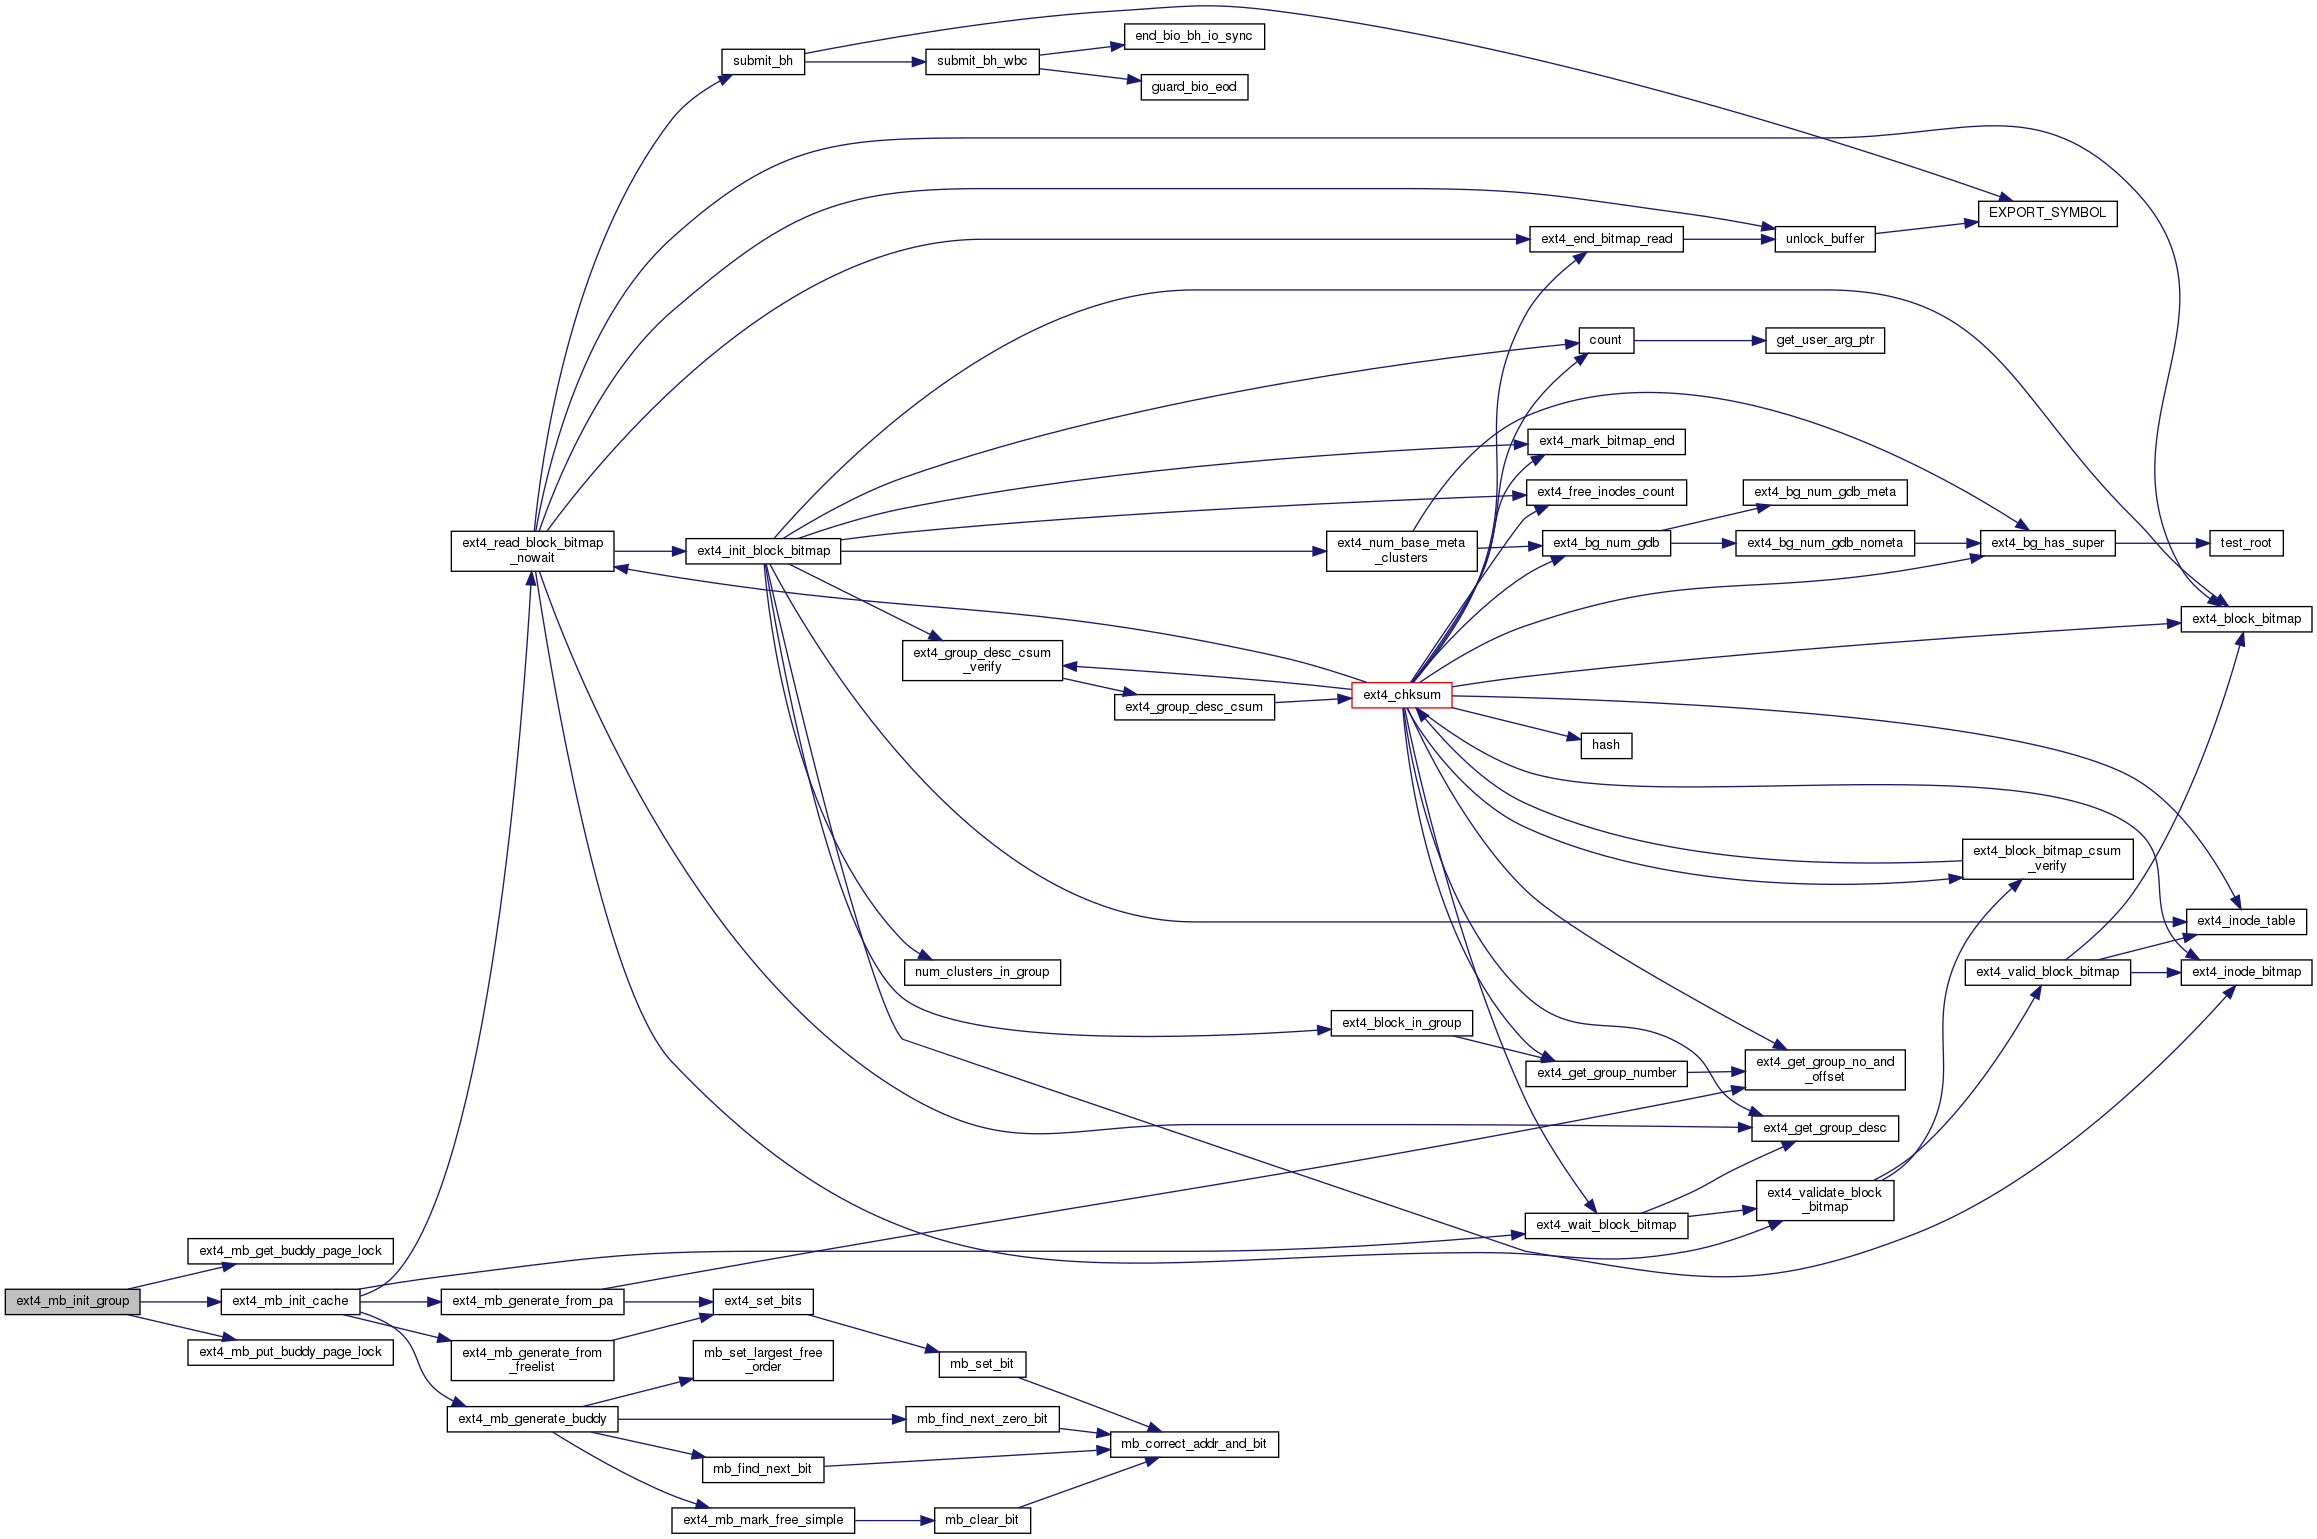 end_bio_bh_io_sync
submit_bh
submit_bh_wbc
guard_bio_eod
EXPORT_SYMBOL
ext4_end_bitmap_read
unlock_buffer
count
get_user_arg_ptr
ext4_mark_bitmap_end
ext4_free_inodes_count
ext4_bg_num_gdb_meta
ext4_read_block_bitmap
_nowait
ext4_init_block_bitmap
ext4_num_base_meta
_clusters
ext4_bg_num_gdb
ext4_bg_num_gdb_nometa
ext4_bg_has_super
test_root
ext4_block_bitmap
ext4_group_desc_csum
_verify
ext4_group_desc_csum
ext4_chksum
hash
ext4_block_bitmap_csum
_verify
ext4_inode_table
num_clusters_in_group
ext4_valid_block_bitmap
ext4_inode_bitmap
ext4_block_in_group
ext4_get_group_number
ext4_get_group_no_and
_offset
ext4_get_group_desc
ext4_validate_block
_bitmap
ext4_wait_block_bitmap
ext4_mb_get_buddy_page_lock
ext4_mb_init_group
ext4_mb_init_cache
ext4_mb_generate_from_pa
ext4_set_bits
ext4_mb_put_buddy_page_lock
ext4_mb_generate_from
_freelist
mb_set_largest_free
_order
mb_set_bit
ext4_mb_generate_buddy
mb_find_next_zero_bit
mb_correct_addr_and_bit
mb_find_next_bit
ext4_mb_mark_free_simple
mb_clear_bit